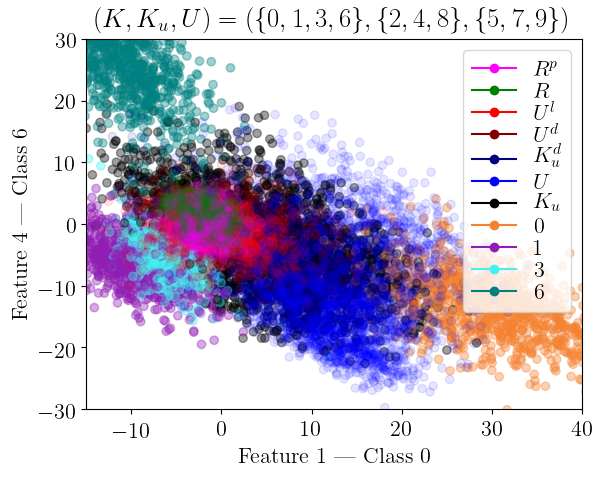 (K, K_u, U) = ({0, 1, 3, 6}, {2, 4, 8}, {5, 7, 9})
30
20
10
0
−10
−20
−30
Feature 4 — Class 6
R^p
R
U^l
U^d
K_u^d
U
K_u
0
1
3
6
−10
0
10
20
30
40
Feature 1 — Class 0